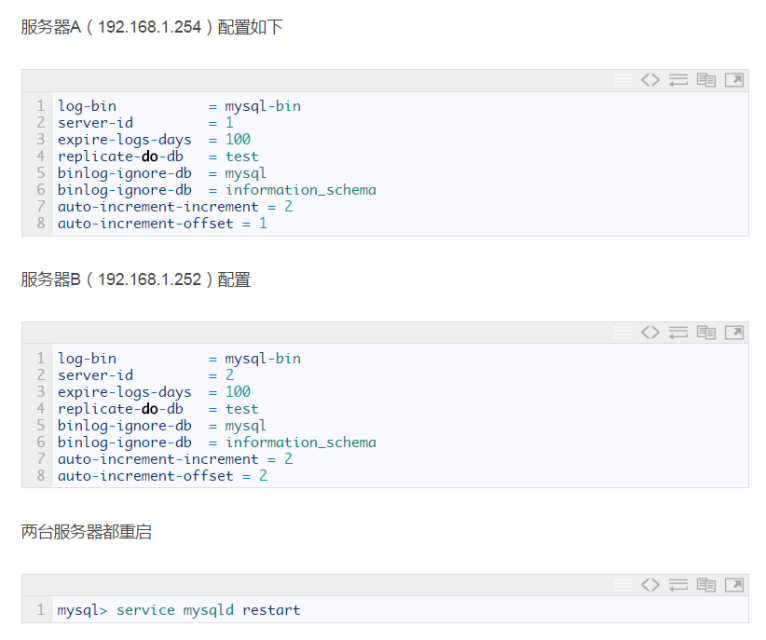 服务器A（192.168.1.254）配置如下
1 log-bin = mysql-bin
2 server-id = 1
3 expire-logs-days = 100
4 replicate-do-db = test
5 binlog-ignore-db = mysql
6 binlog-ignore-db = information_schema
7 auto-increment-increment = 2
8 auto-increment-offset = 1
服务器B（192.168.1.252）配置
1 log-bin = mysql-bin
2 server-id = 2
3 expire-logs-days = 100
4 replicate-do-db = test
5 binlog-ignore-db = mysql
6 binlog-ignore-db = information_schema
7 auto-increment-increment = 2
8 auto-increment-offset = 2
两台服务器都重启
1 mysql> service mysqld restart